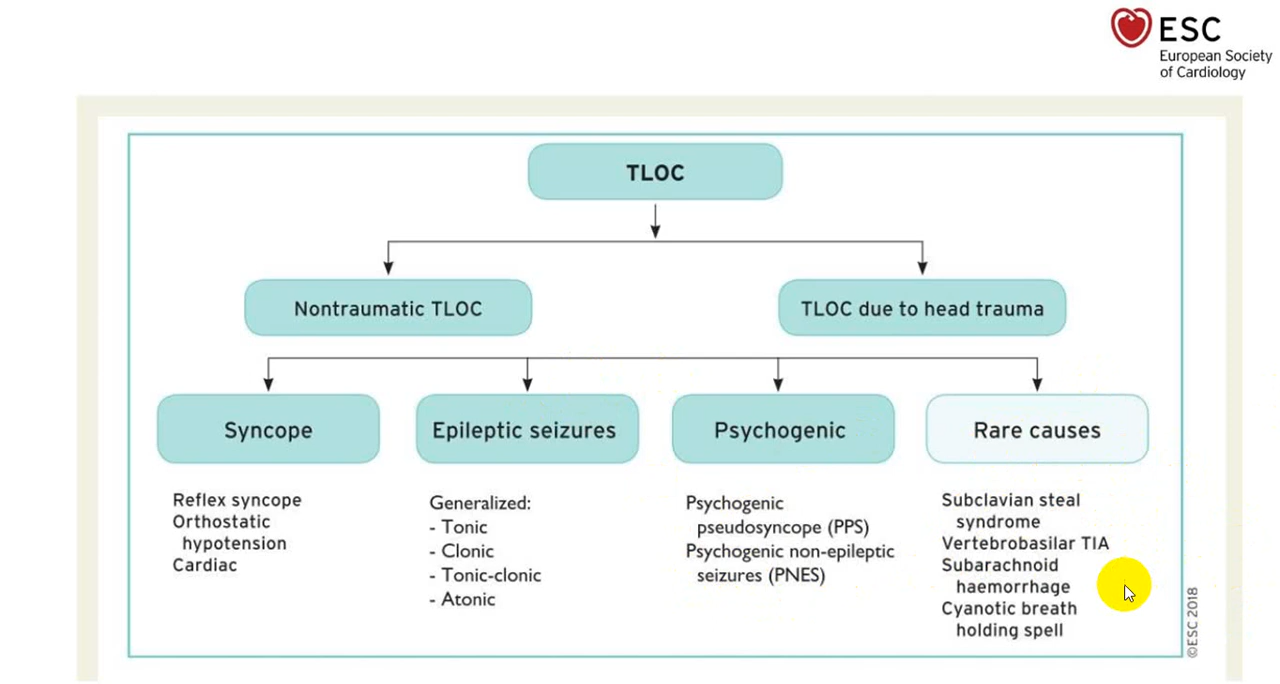 ESC
European Society
of Cardiology
TLOC
Nontraumatic TLOC
TLOC due to head trauma
Syncope
Epileptic seizures
Psychogenic
Rare causes
Reflex syncope
Orthostatic
hypotension
Cardiac
Generalized:
- Tonic
- Clonic
- Tonic-clonic
- Atonic
Psychogenic
pseudosyncope (PPS)
Psychogenic non-epileptic
seizures (PNES)
Subclavian steal
syndrome
Vertebrobasilar TIA
Subarachnoid
haemorrhage
Cyanotic breath
holding spell
©ESC 2018